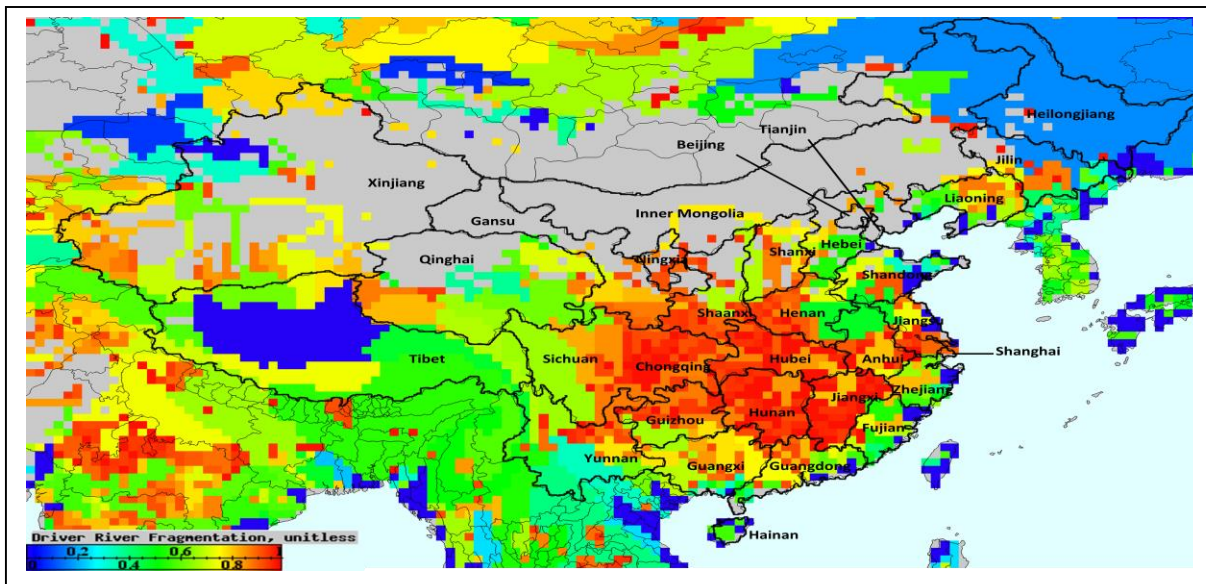 Heilongjiang
Tianjin
Beijing
Jilin
Xinjiang
Liaoning
Gansu
Inner Mongolia
Hebei
Shanxi
Qinghai
Ningxia
Shandong
Shaanxi
Henan
Jiangsu
Shanghai
Tibet
Sichuan
Hubei
Anhui
Chongqing
Zhejiang
Jiangxi
Hunan
Guizhou
Fujian
Yunnan
Guangxi
Guangdong
Hainan
Driver River Fragmentation, unitless
0 0.2 0.4 0.6 0.8 1